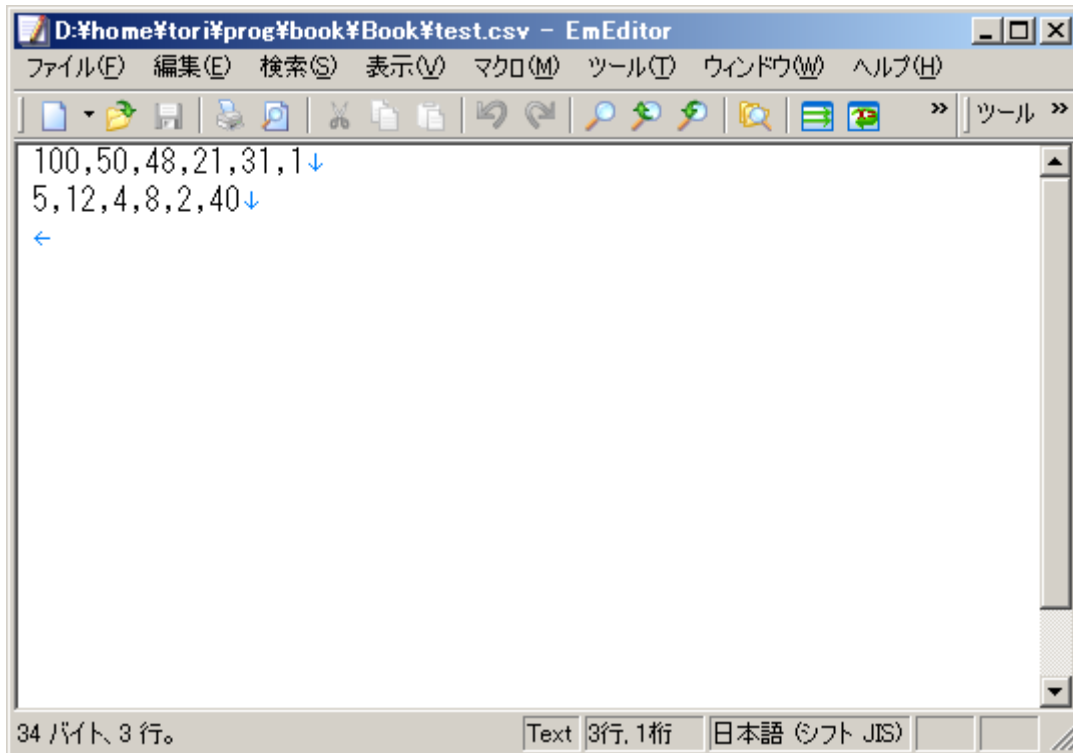 D:¥home¥tori¥prog¥book¥Book¥test.csv - EmEditor
ファイル(F) 編集(E) 検索(S) 表示(V) マクロ(M) ツール(T) ウィンドウ(W) ヘルプ(H)
ツール
100,50,48,21,31,1↓
5,12,4,8,2,40↓
←
34 バイト、3 行。 Text 3行, 1桁 日本語 (シフト JIS)